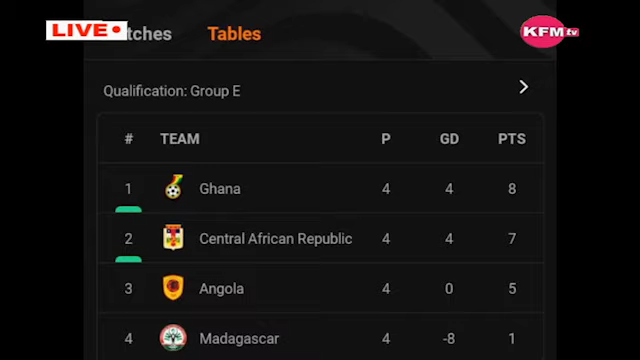 LIVE
tches Tables
KFM tv
Qualification: Group E
# TEAM P GD PTS
1 Ghana 4 4 8
2 Central African Republic 4 4 7
3 Angola 4 0 5
4 Madagascar 4 -8 1